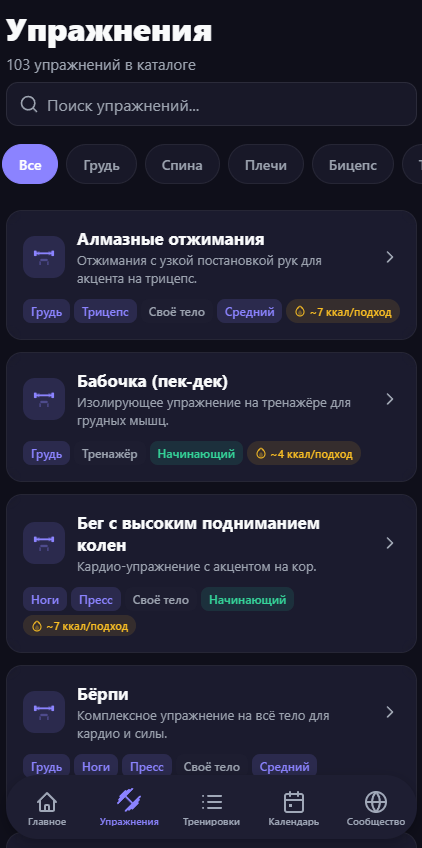 Упражнения
103 упражнений в каталоге
Поиск упражнений...
Все Грудь Спина Плечи Бицепс
Алмазные отжимания
Отжимания с узкой постановкой рук для
акцента на трицепс.
Грудь Трицепс Своё тело Средний ~7 ккал/подход
Бабочка (пек-дек)
Изолирующее упражнение на тренажёре для
грудных мышц.
Грудь Тренажёр Начинающий ~4 ккал/подход
Бег с высоким подниманием
колен
Кардио-упражнение с акцентом на кор.
Ноги Пресс Своё тело Начинающий
~7 ккал/подход
Бёрпи
Комплексное упражнение на всё тело для
кардио и силы.
Грудь Ноги Пресс Своё тело Средний
Главное Упражнения Тренировки Календарь Сообщество